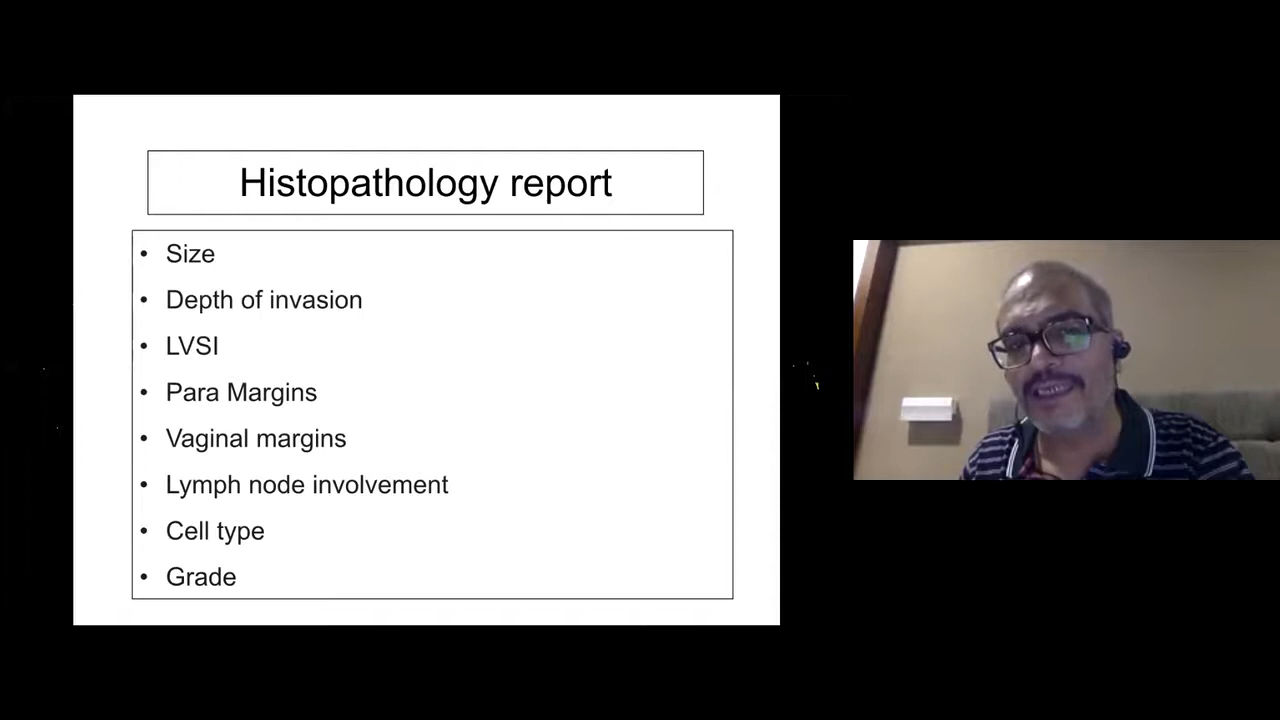 Histopathology report
• Size
• Depth of invasion
• LVSI
• Para Margins
• Vaginal margins
• Lymph node involvement
• Cell type
• Grade